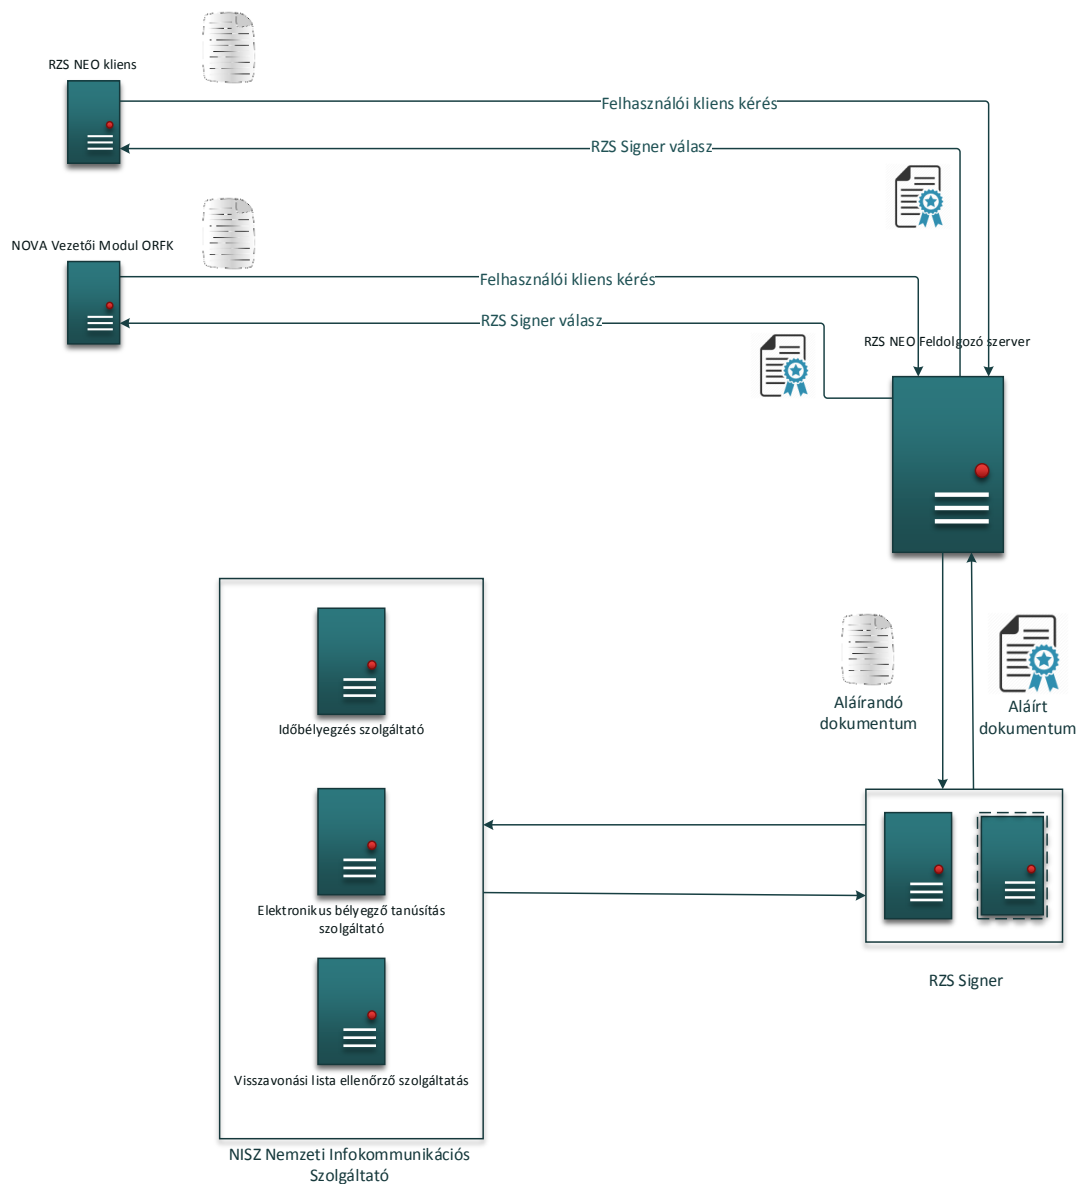 RZS NEO kliens
Felhasználói kliens kérés
RZS Signer válasz
NOVA Vezetői Modul ORFK
Felhasználói kliens kérés
RZS Signer válasz
RZS NEO Feldolgozó szerver
Időbélyegzés szolgáltató
Aláírandó
dokumentum
Aláírt
dokumentum
Elektronikus bélyegző tanúsítás
szolgáltató
RZS Signer
Visszavonási lista ellenőrző szolgáltatás
NISZ Nemzeti Infokommunikációs
Szolgáltató